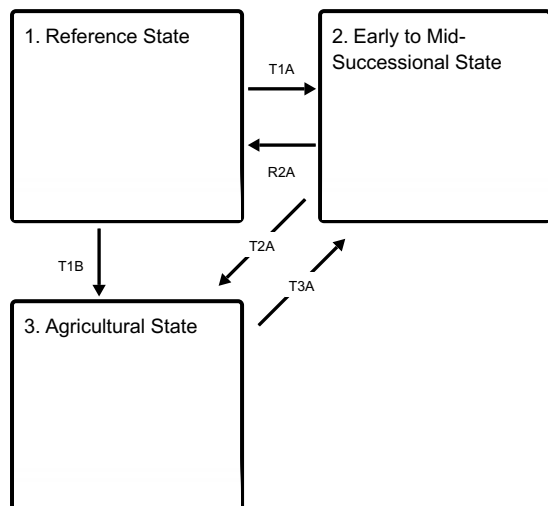 1. Reference State
2. Early to Mid-
Successional State
T1A
R2A
T1B
T2A
T3A
3. Agricultural State